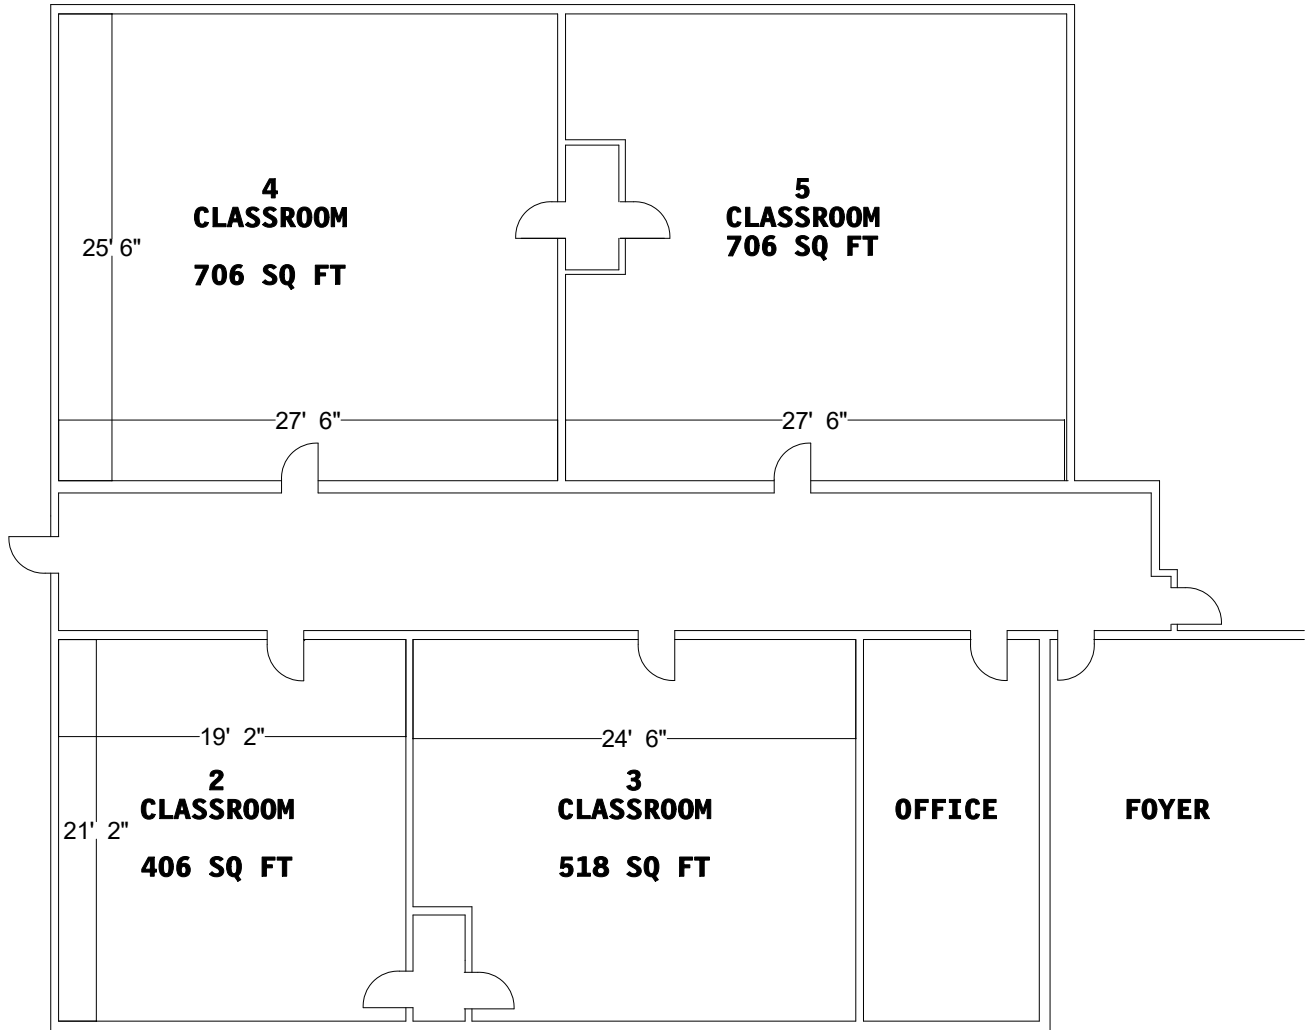 4
CLASSROOM
706 SQ FT
25' 6"
27' 6"
5
CLASSROOM
706 SQ FT
27' 6"
19' 2"
2
CLASSROOM
406 SQ FT
21' 2"
24' 6"
3
CLASSROOM
518 SQ FT
OFFICE
FOYER